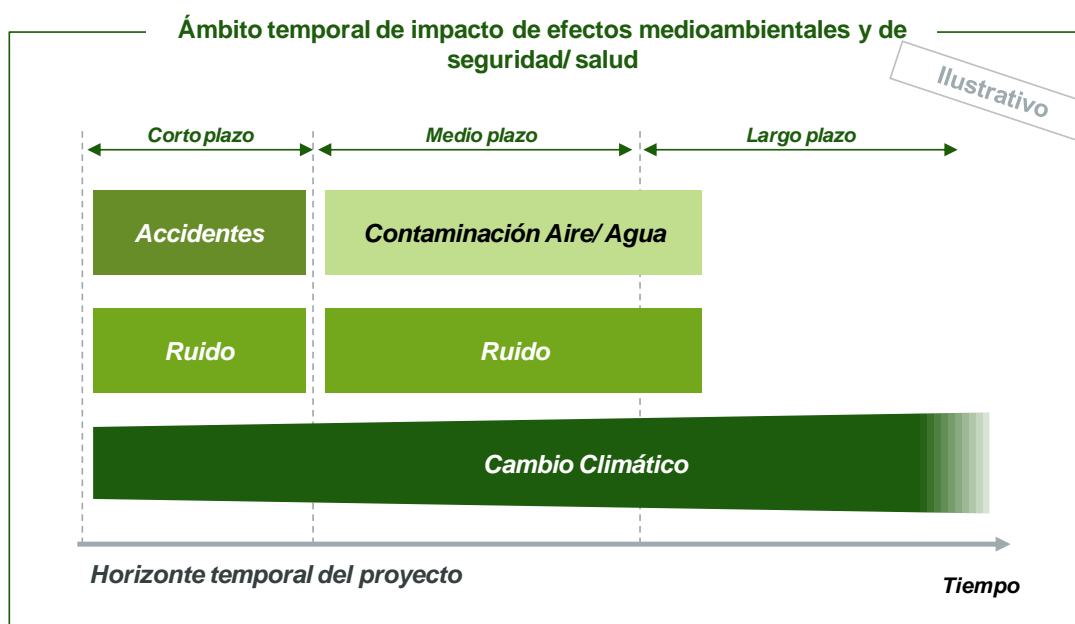 Ámbito temporal de impacto de efectos medioambientales y de
seguridad/ salud
Ilustrativo
Corto plazo
Medio plazo
Largo plazo
Accidentes
Contaminación Aire/ Agua
Ruido
Ruido
Cambio Climático
Horizonte temporal del proyecto
Tiempo